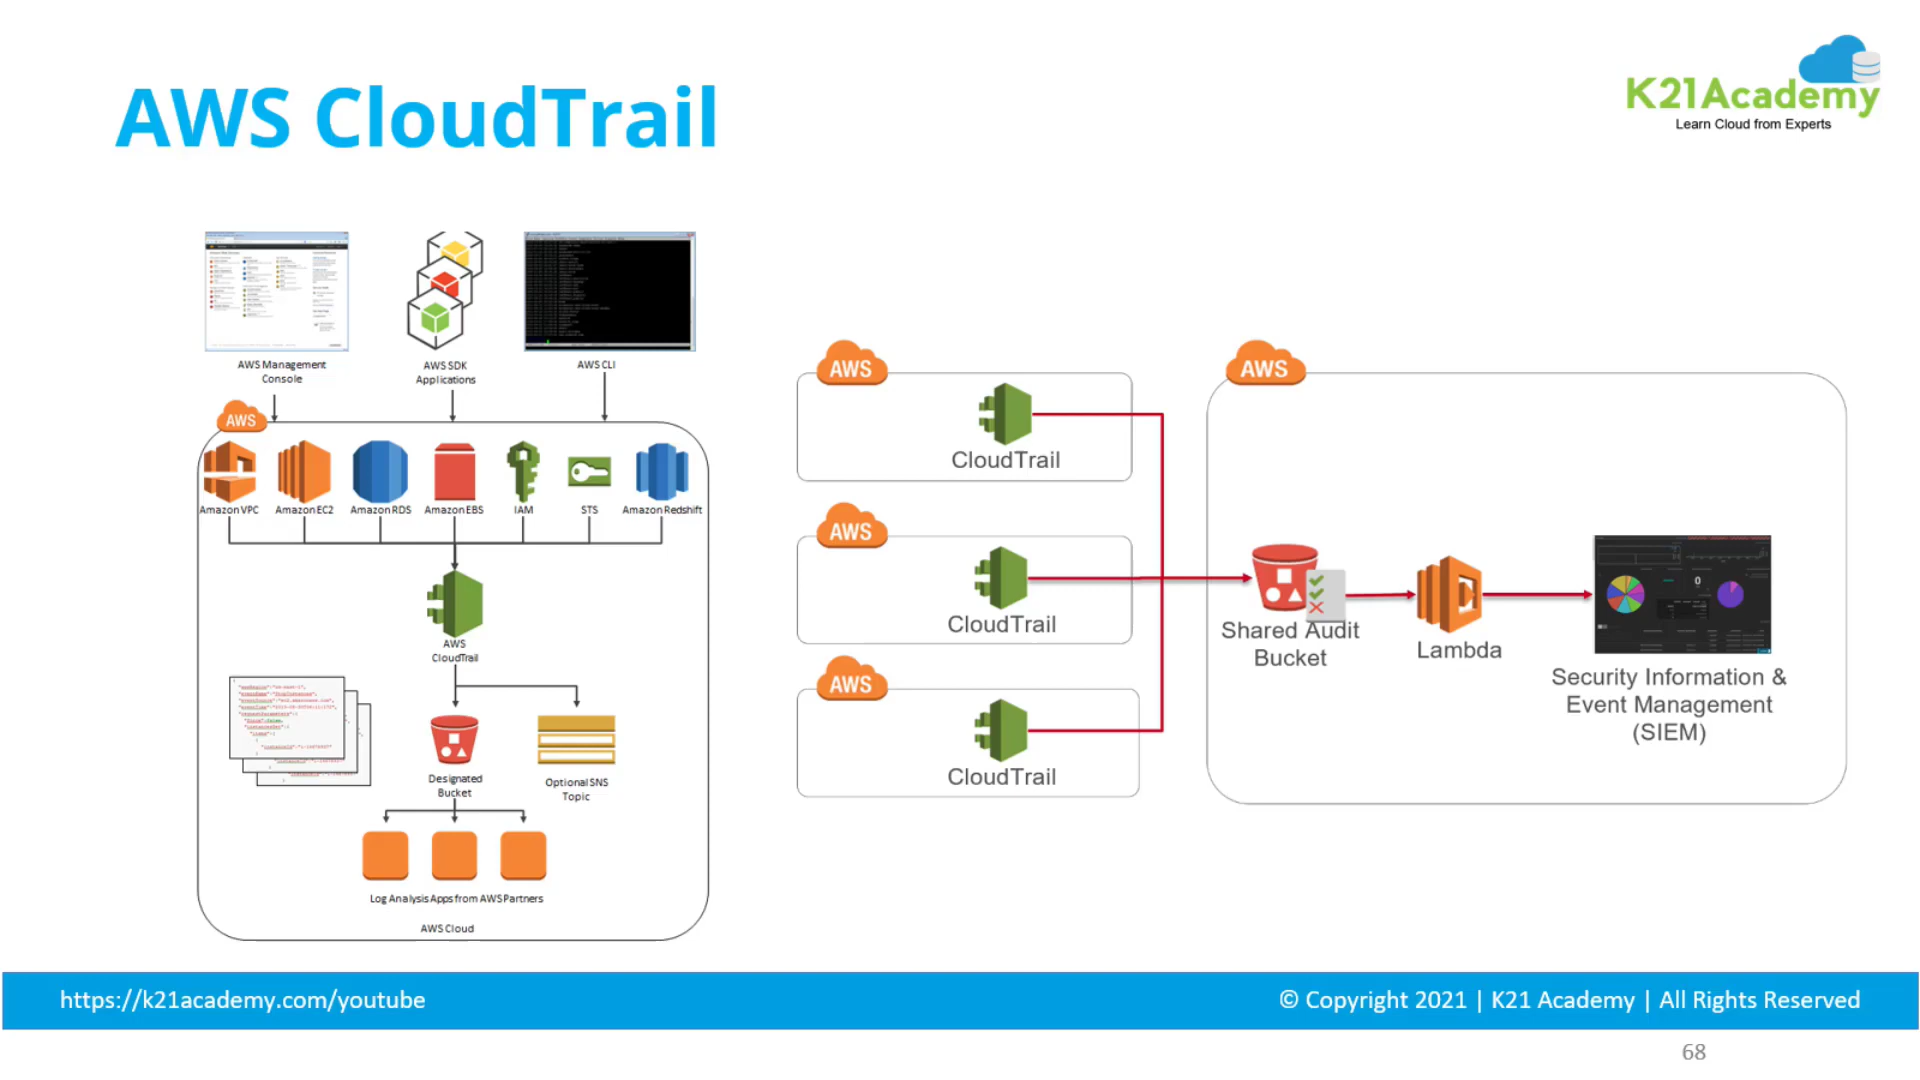 AWS CloudTrail
K21Academy
Learn Cloud from Experts
AWS Management
Console
AWS SDK
Applications
AWS CLI
AWS
Amazon VPC
Amazon EC2
Amazon RDS
Amazon EBS
IAM
STS
Amazon Redshift
AWS
CloudTrail
Designated
Bucket
Optional SNS
Topic
Log Analysis Apps from AWS Partners
AWS Cloud
AWS
CloudTrail
AWS
CloudTrail
AWS
CloudTrail
AWS
Shared Audit
Bucket
Lambda
0
Security Information &
Event Management
(SIEM)
https://k21academy.com/youtube
© Copyright 2021 | K21 Academy | All Rights Reserved
68